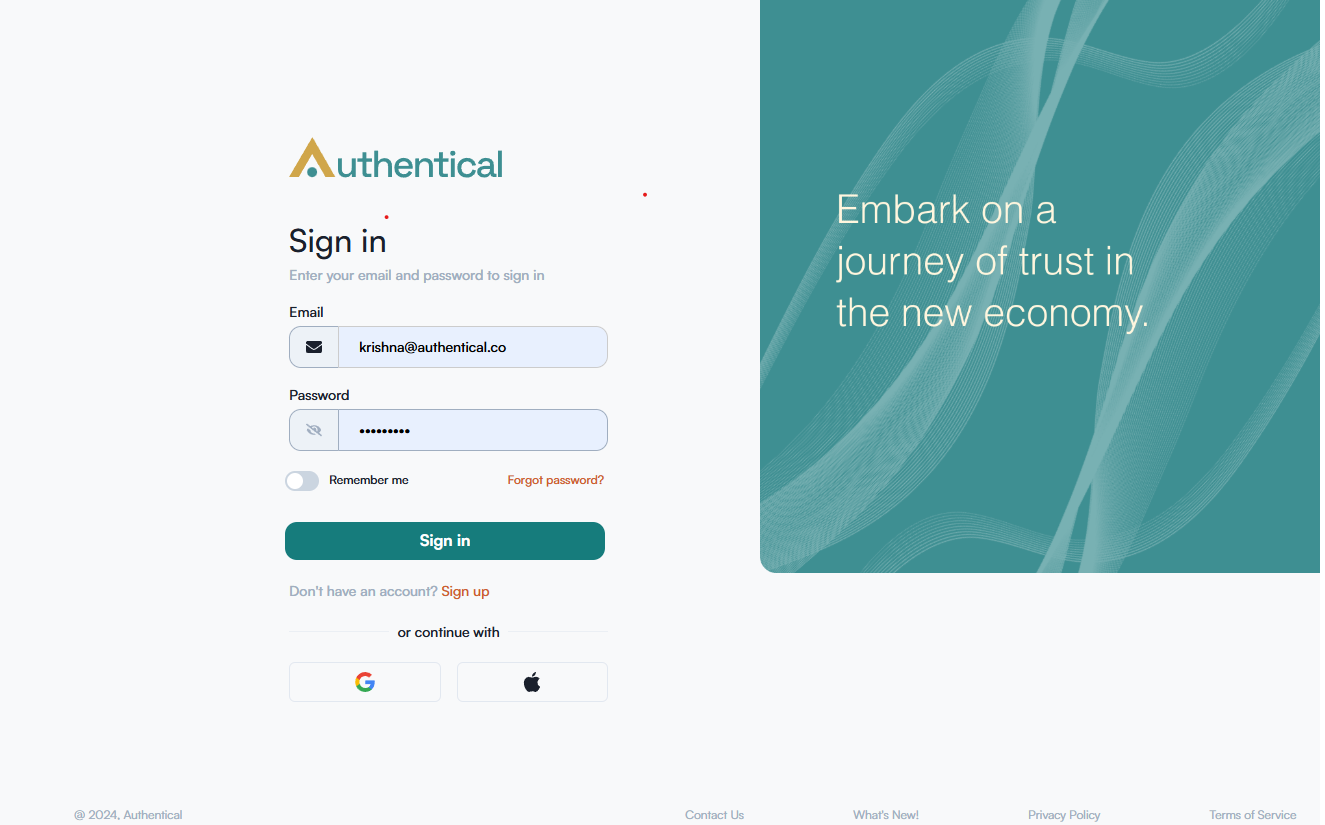 Authentical
Sign in
Enter your email and password to sign in
Email
krishna@authentical.co
Password
•••••••••
Remember me
Forgot password?
Sign in
Don't have an account? Sign up
or continue with
Embark on a
journey of trust in
the new economy.
@ 2024, Authentical
Contact Us
What's New!
Privacy Policy
Terms of Service